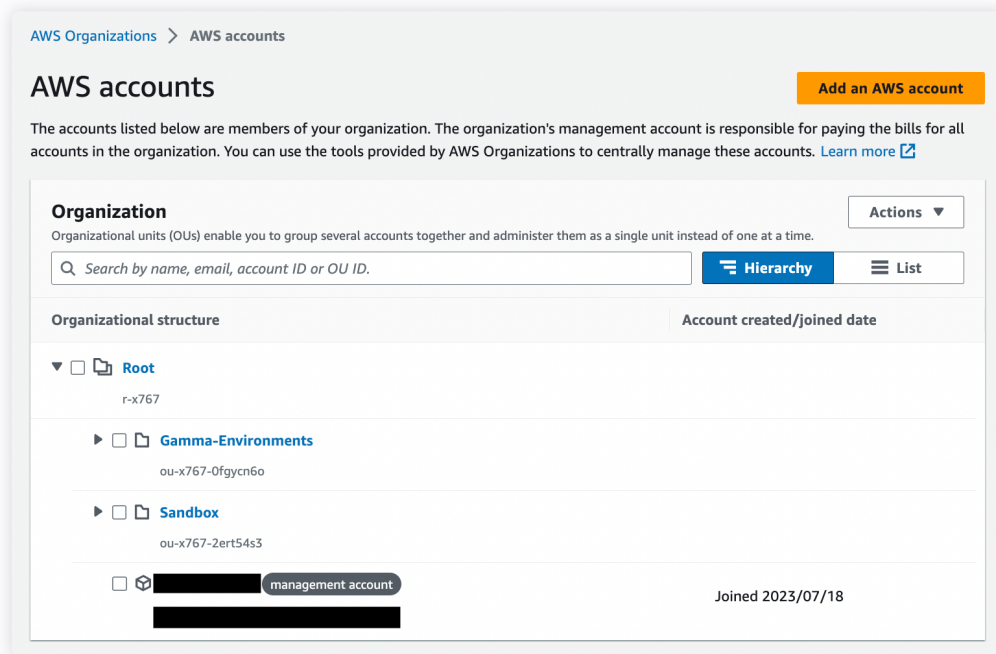 AWS Organizations > AWS accounts
AWS accounts
Add an AWS account
The accounts listed below are members of your organization. The organization's management account is responsible for paying the bills for all
accounts in the organization. You can use the tools provided by AWS Organizations to centrally manage these accounts. Learn more
Organization
Actions
Organizational units (OUs) enable you to group several accounts together and administer them as a single unit instead of one at a time.
Search by name, email, account ID or OU ID.
Hierarchy
List
Organizational structure
Account created/joined date
Root
r-x767
Gamma-Environments
ou-x767-0fgycn6o
Sandbox
ou-x767-2ert54s3
management account
Joined 2023/07/18